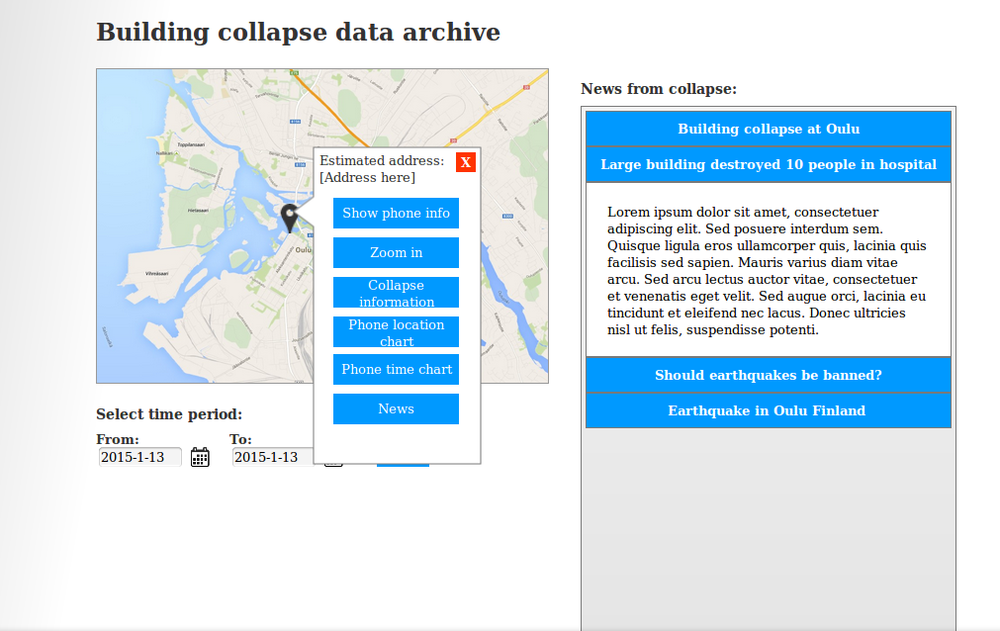 Building collapse data archive
Toppilansaari
Hietasaari
Vihreäsaari
Oulu
Estimated address:
X
[Address here]
Show phone info
Zoom in
Collapse
information
Phone location
chart
Phone time chart
News
Select time period:
From:
To:
2015-1-13
2015-1-13
News from collapse:
Building collapse at Oulu
Large building destroyed 10 people in hospital
Lorem ipsum dolor sit amet, consectetuer
adipiscing elit. Sed posuere interdum sem.
Quisque ligula eros ullamcorper quis, lacinia quis
facilisis sed sapien. Mauris varius diam vitae
arcu. Sed arcu lectus auctor vitae, consectetuer
et venenatis eget velit. Sed augue orci, lacinia eu
tincidunt et eleifend nec lacus. Donec ultricies
nisl ut felis, suspendisse potenti.
Should earthquakes be banned?
Earthquake in Oulu Finland